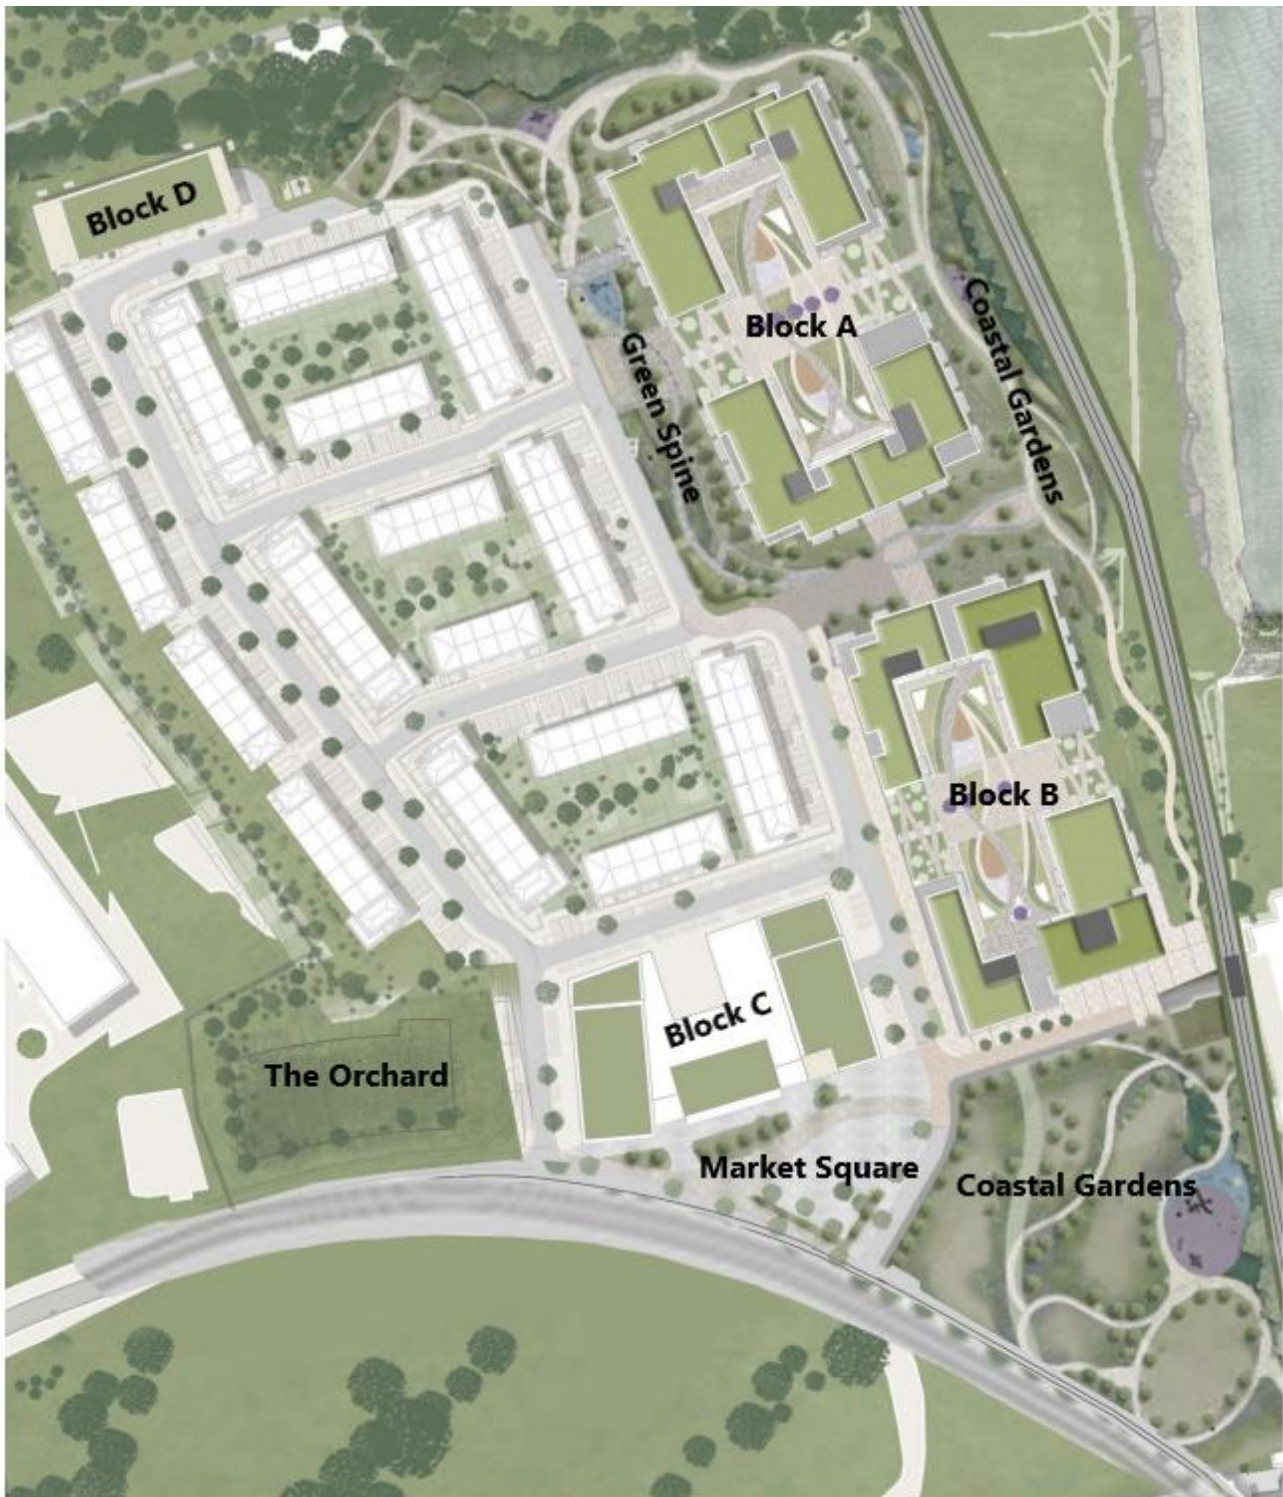 Block D
Block A
Green Spine
Coastal Gardens
Block B
Block C
The Orchard
Market Square
Coastal Gardens